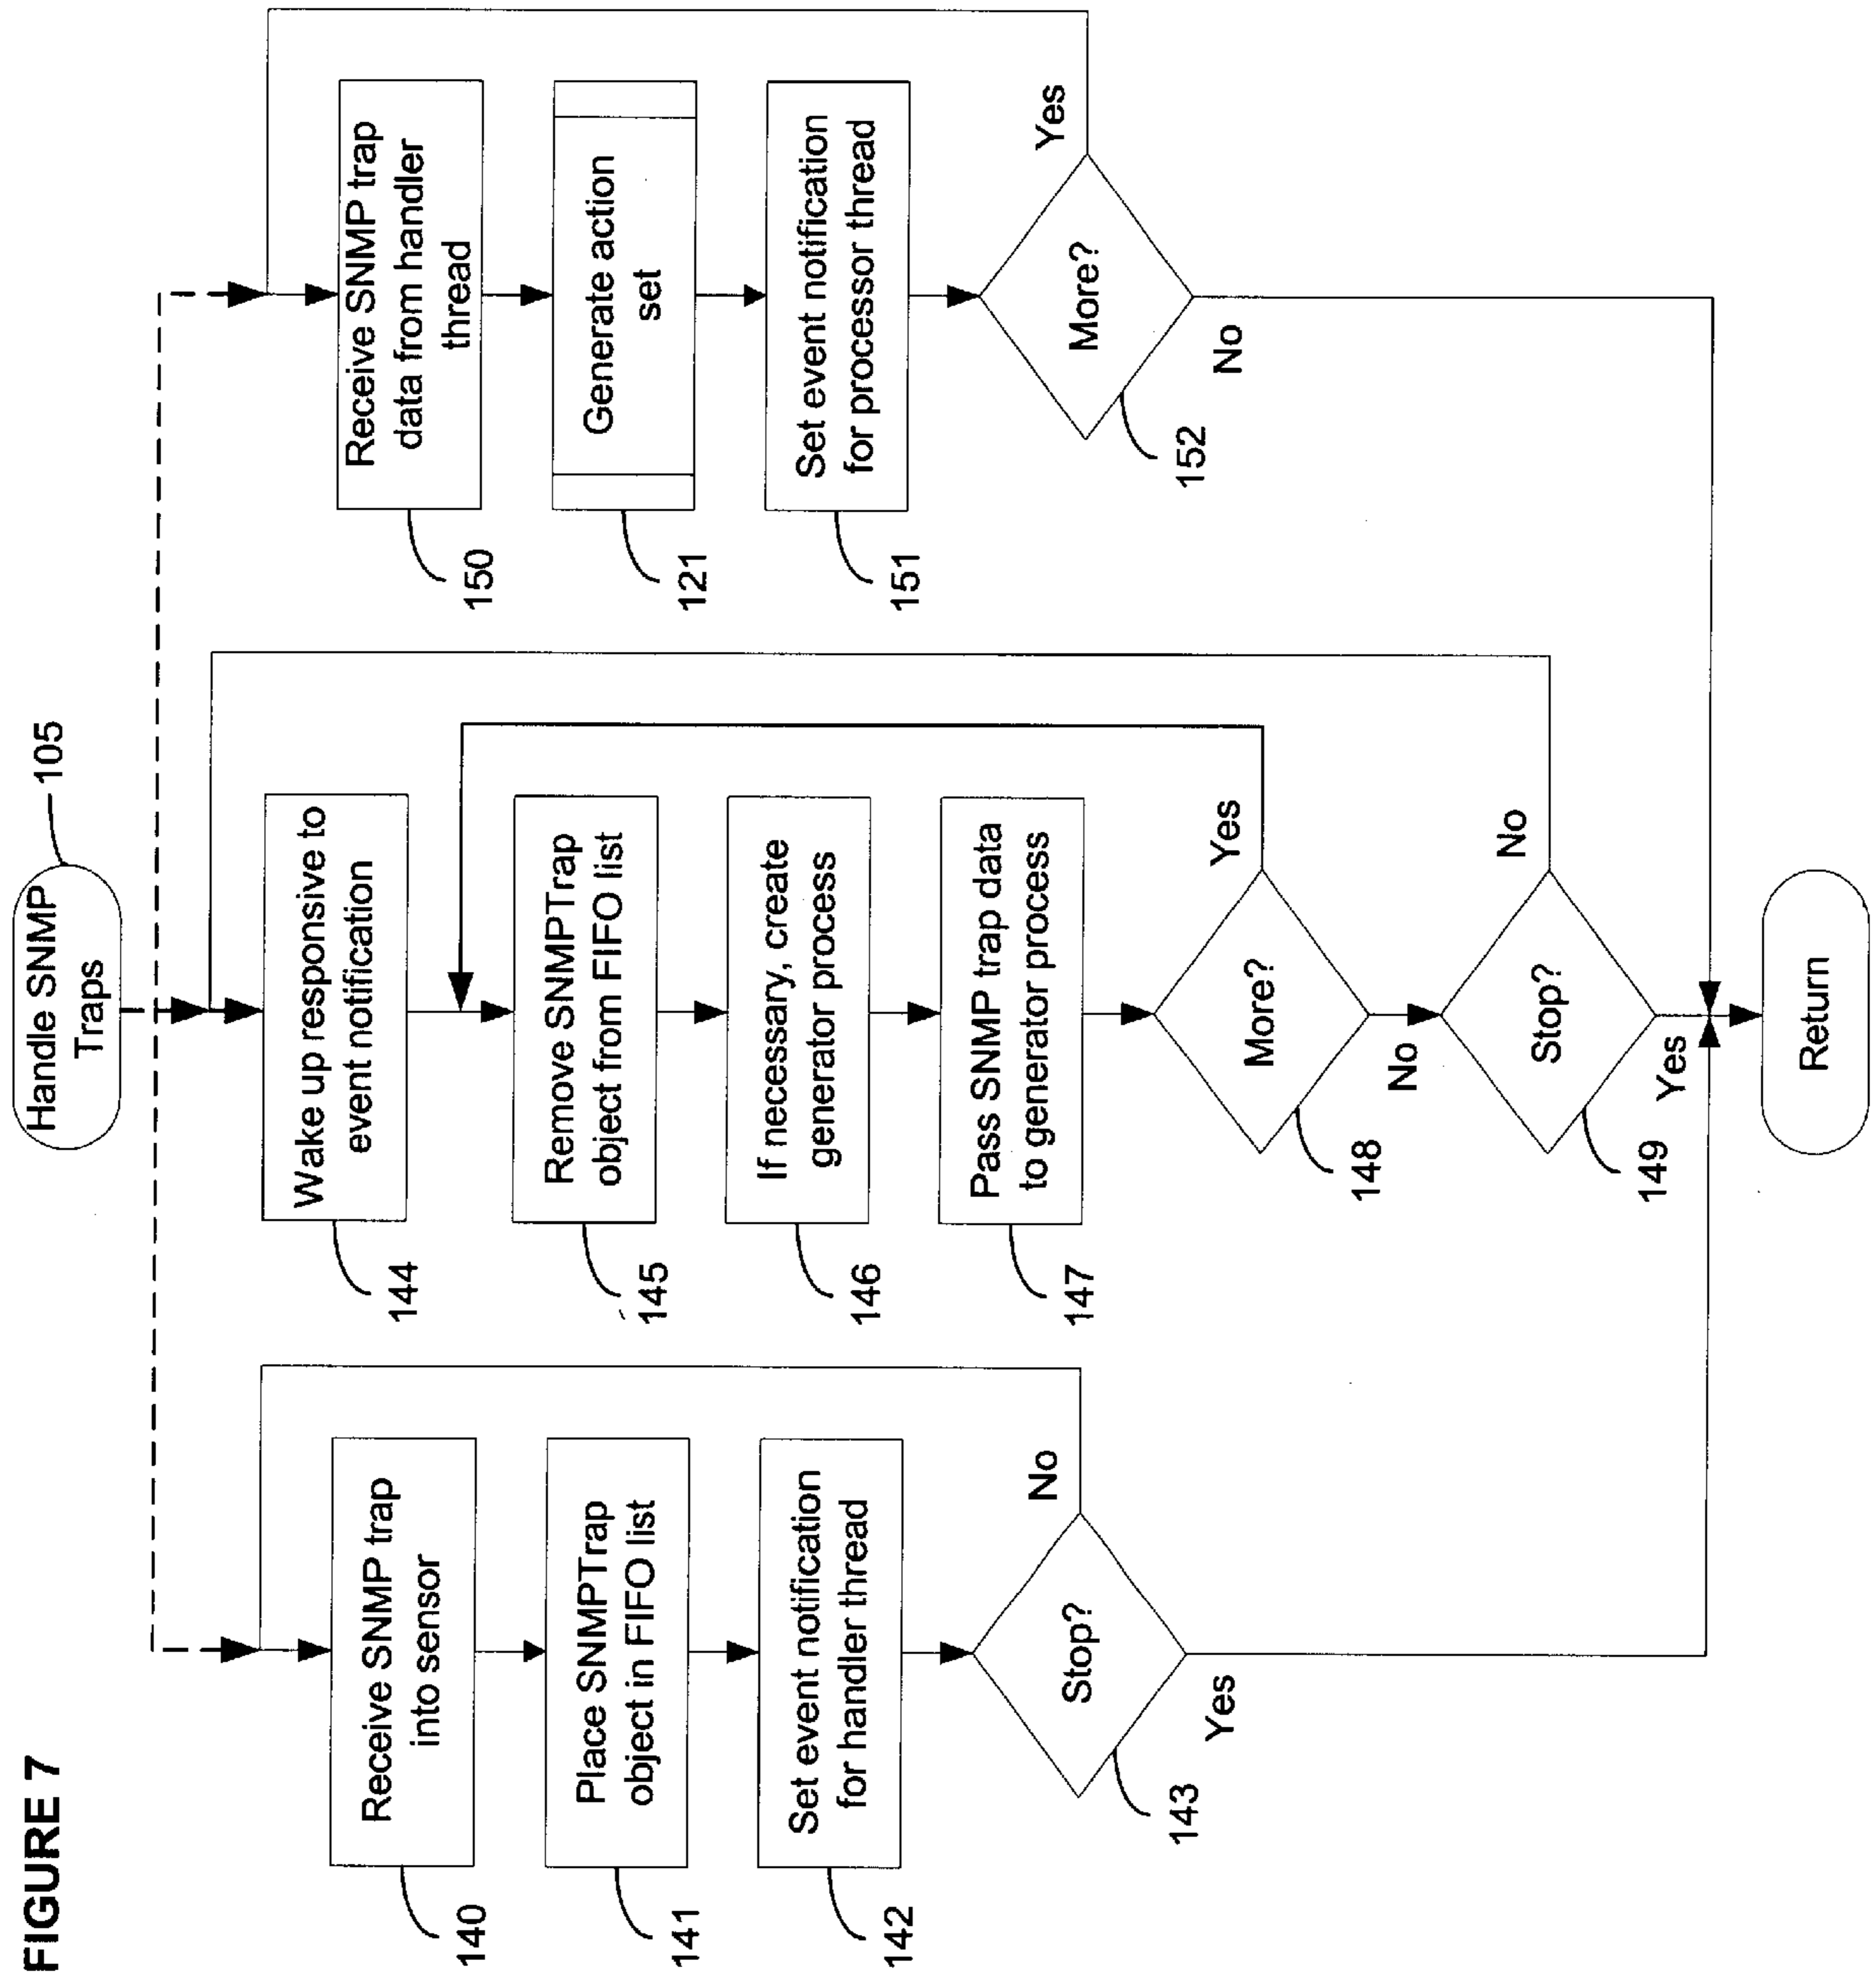 FIGURE 7
Handle SNMP
Traps
105
Receive SNMP trap
into sensor
140
Place SNMPTrap
object in FIFO list
141
Set event notification
for handler thread
142
Stop?
No
Yes
143
Wake up responsive to
event notification
144
Remove SNMPTrap
object from FIFO list
145
If necessary, create
generator process
146
Pass SNMP trap data
to generator process
147
More?
Yes
No
148
Stop?
No
Yes
149
Receive SNMP trap
data from handler
thread
150
Generate action
set
121
Set event notification
for processor thread
151
More?
Yes
No
152
Return